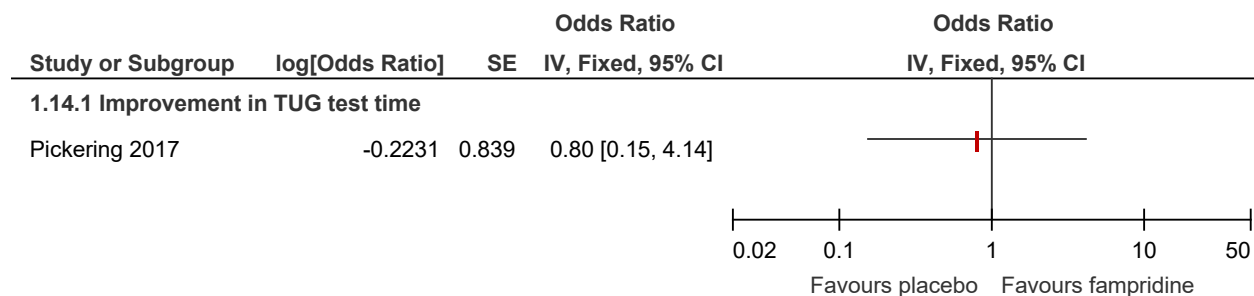 Odds Ratio Odds Ratio
Study or Subgroup log[Odds Ratio] SE IV, Fixed, 95% CI IV, Fixed, 95% CI
1.14.1 Improvement in TUG test time
Pickering 2017 -0.2231 0.839 0.80 [0.15, 4.14]
0.02 0.1 1 10 50
Favours placebo Favours fampridine